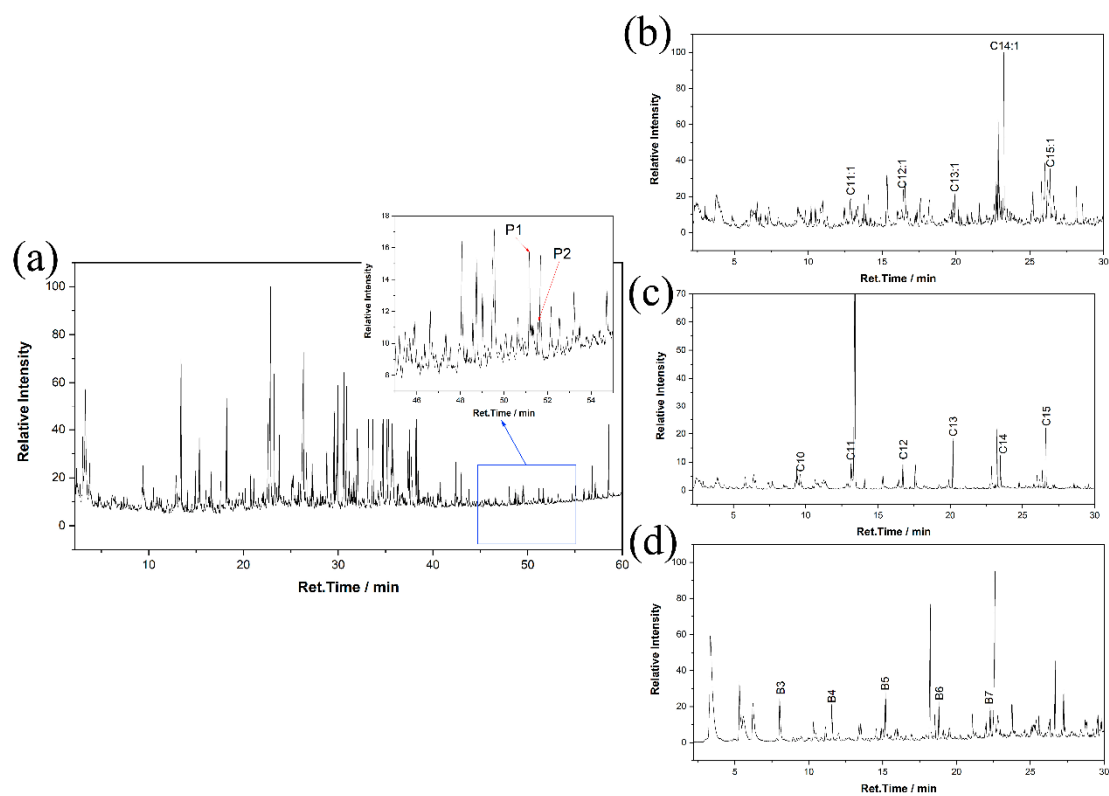 (a)
Relative Intensity
100
80
60
40
20
0
10
20
30
40
50
60
Ret.Time / min
P1
P2
Relative Intensity
18
16
14
12
10
8
46
48
50
52
54
Ret.Time / min
(b)
Relative Intensity
100
80
60
40
20
0
C11:1
C12:1
C13:1
C14:1
C15:1
5
10
15
20
25
30
Ret.Time / min
(c)
Relative Intensity
70
60
50
40
30
20
10
0
C10
C11
C12
C13
C14
C15
5
10
15
20
25
30
Ret.Time / min
(d)
Relative Intensity
100
80
60
40
20
0
B3
B4
B5
B6
B7
5
10
15
20
25
30
Ret.Time / min